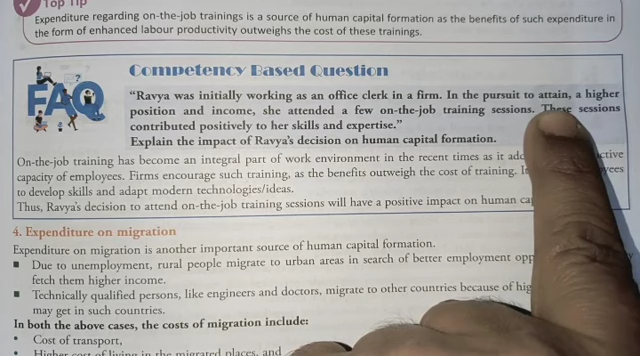 Top Tip
Expenditure regarding on-the-job trainings is a source of human capital formation as the benefits of such expenditure in
the form of enhanced labour productivity outweighs the cost of these trainings.
FAQ
Competency Based Question
“Ravya was initially working as an office clerk in a firm. In the pursuit to attain, a higher
position and income, she attended a few on-the-job training sessions. These sessions
contributed positively to her skills and expertise.”
Explain the impact of Ravya’s decision on human capital formation.
On-the-job training has become an integral part of work environment in the recent times as it
capacity of employees. Firms encourage such training, as the benefits outweigh the cost of training.
to develop skills and adapt modern technologies/ideas.
Thus, Ravya’s decision to attend on-the-job training sessions will have a positive impact on human
4. Expenditure on migration
Expenditure on migration is another important source of human capital formation.
■ Due to unemployment, rural people migrate to urban areas in search of better employment
fetch them higher income.
■ Technically qualified persons, like engineers and doctors, migrate to other countries because of
may get in such countries.
In both the above cases, the costs of migration include:
• Cost of transport,
• Higher cost of living in the migrated places, and